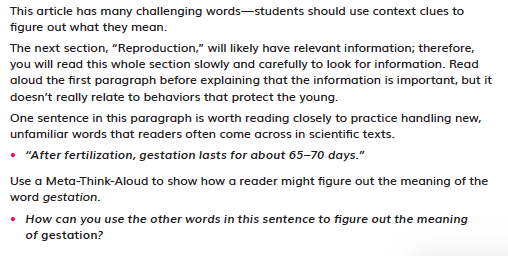 This article has many challenging words—students should use context clues to
figure out what they mean.
The next section, “Reproduction,” will likely have relevant information; therefore,
you will read this whole section slowly and carefully to look for information. Read
aloud the first paragraph before explaining that the information is important, but it
doesn’t really relate to behaviors that protect the young.
One sentence in this paragraph is worth reading closely to practice handling new,
unfamiliar words that readers often come across in scientific texts.
• “After fertilization, gestation lasts for about 65–70 days.”
Use a Meta-Think-Aloud to show how a reader might figure out the meaning of the
word gestation.
• How can you use the other words in this sentence to figure out the meaning
of gestation?